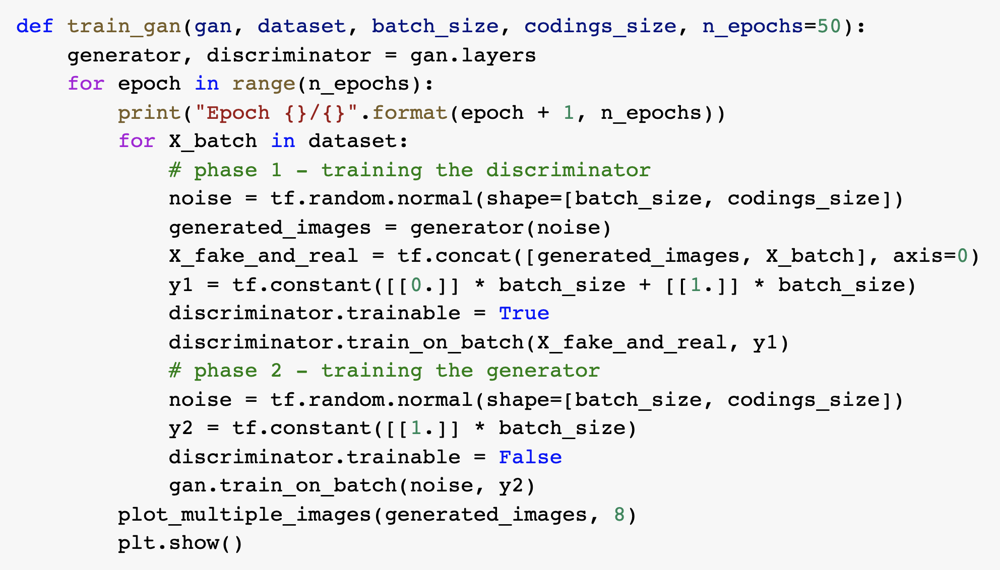 def train_gan(gan, dataset, batch_size, codings_size, n_epochs=50):
    generator, discriminator = gan.layers
    for epoch in range(n_epochs):
        print("Epoch {}/{}".format(epoch + 1, n_epochs))
        for X_batch in dataset:
            # phase 1 - training the discriminator
            noise = tf.random.normal(shape=[batch_size, codings_size])
            generated_images = generator(noise)
            X_fake_and_real = tf.concat([generated_images, X_batch], axis=0)
            y1 = tf.constant([[0.]] * batch_size + [[1.]] * batch_size)
            discriminator.trainable = True
            discriminator.train_on_batch(X_fake_and_real, y1)
            # phase 2 - training the generator
            noise = tf.random.normal(shape=[batch_size, codings_size])
            y2 = tf.constant([[1.]] * batch_size)
            discriminator.trainable = False
            gan.train_on_batch(noise, y2)
        plot_multiple_images(generated_images, 8)
        plt.show()